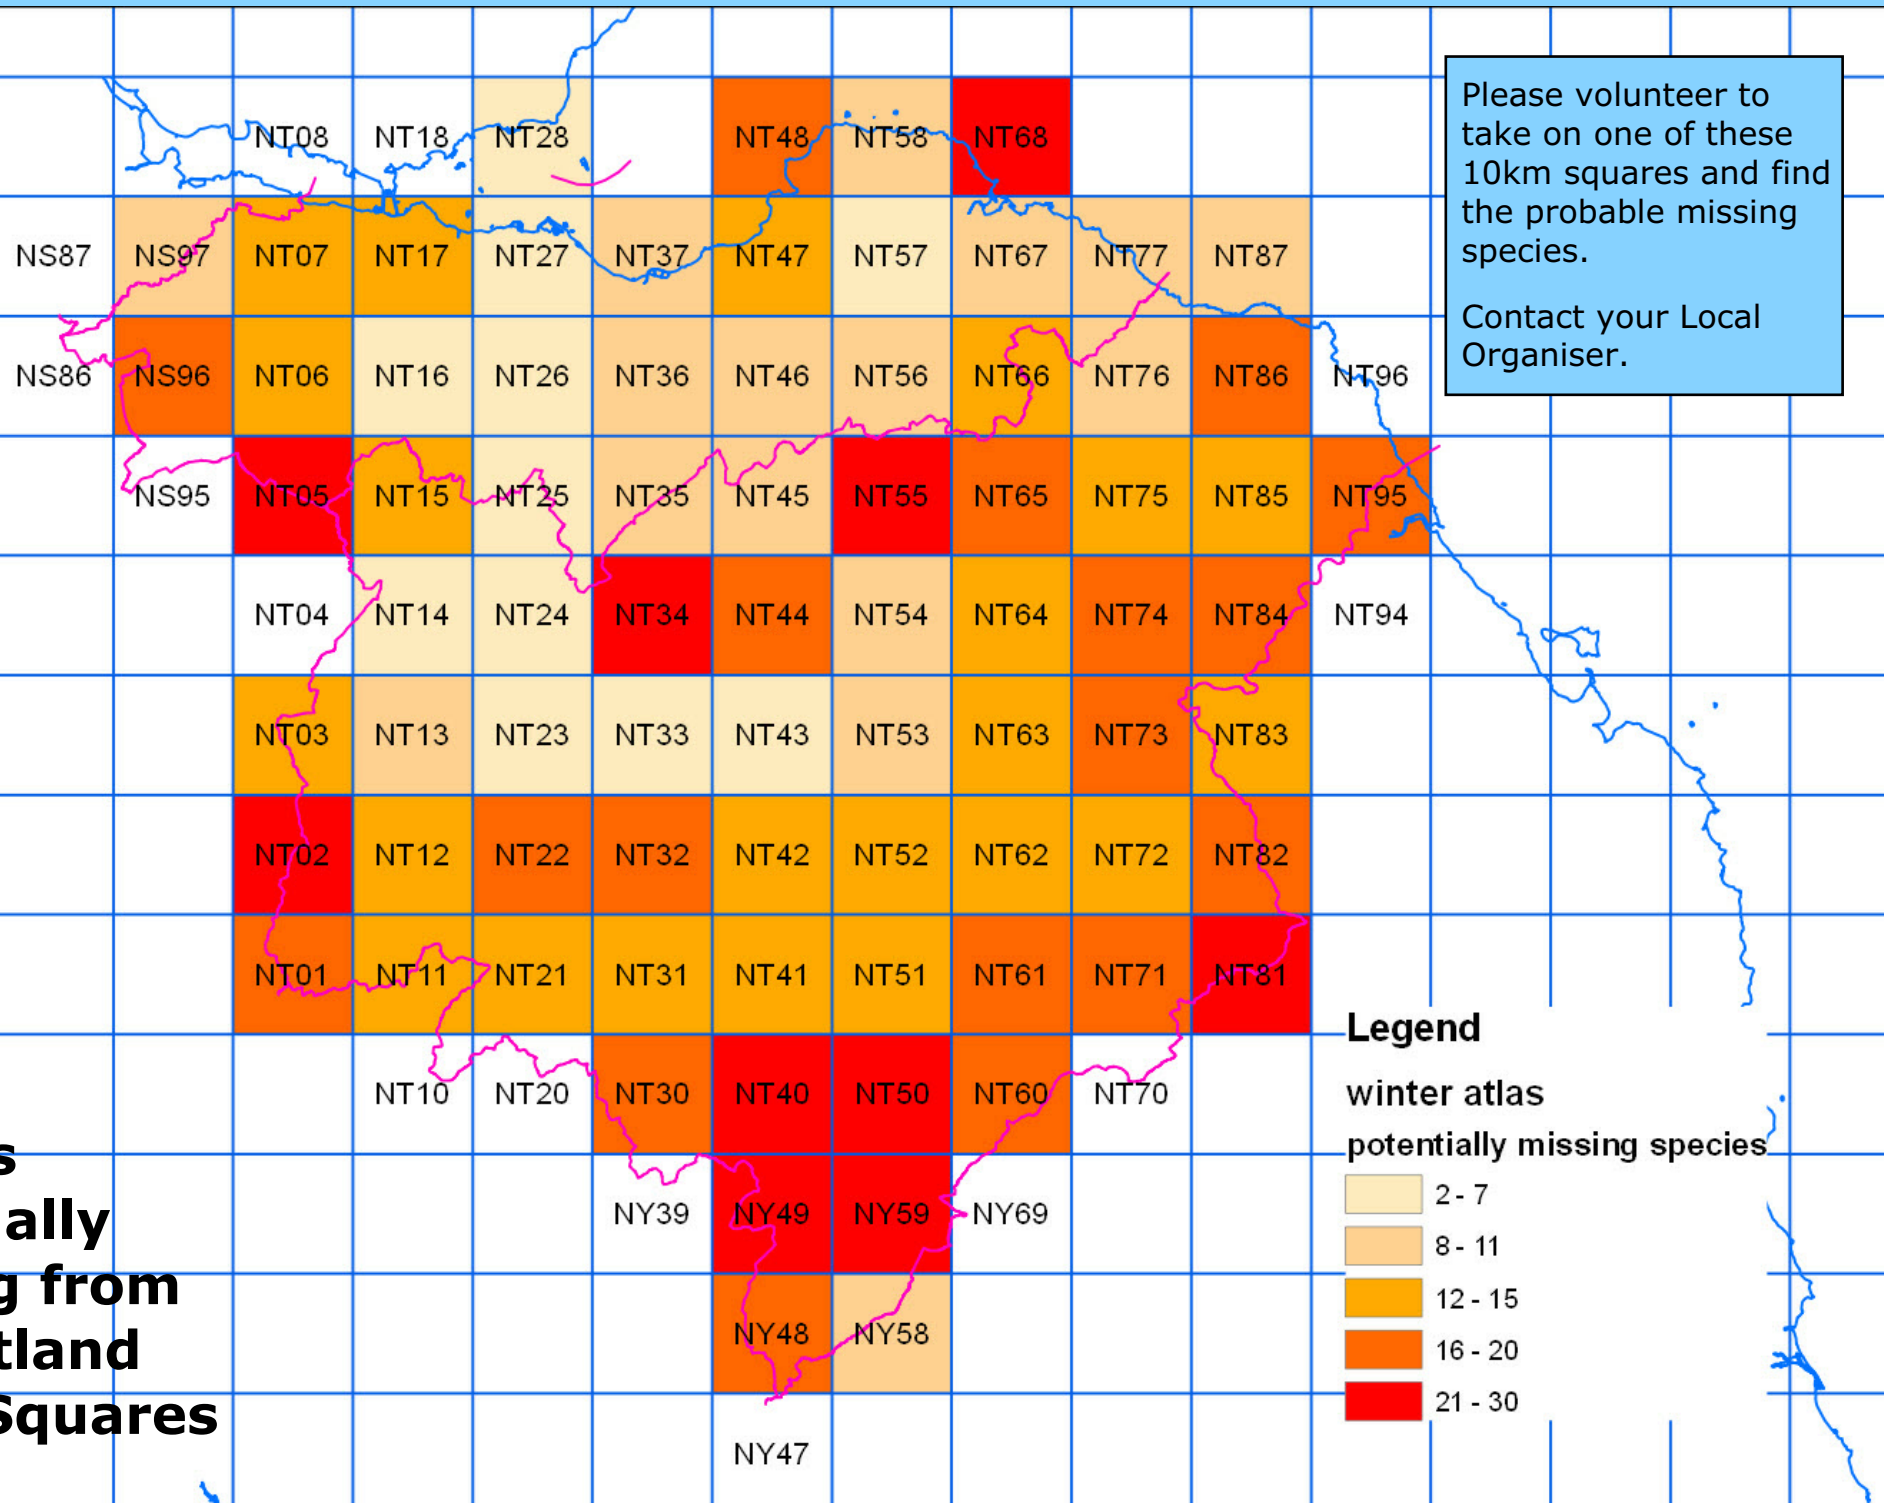 Please volunteer to
take on one of these
10km squares and find
the probable missing
species.
Contact your Local
Organiser.
NT08 NT18 NT28 NT48 NT58 NT68
NS87 NS97 NT07 NT17 NT27 NT37 NT47 NT57 NT67 NT77 NT87
NS86 NS96 NT06 NT16 NT26 NT36 NT46 NT56 NT66 NT76 NT86 NT96
NS95 NT05 NT15 NT25 NT35 NT45 NT55 NT65 NT75 NT85 NT95
NT04 NT14 NT24 NT34 NT44 NT54 NT64 NT74 NT84 NT94
NT03 NT13 NT23 NT33 NT43 NT53 NT63 NT73 NT83
NT02 NT12 NT22 NT32 NT42 NT52 NT62 NT72 NT82
NT01 NT11 NT21 NT31 NT41 NT51 NT61 NT71 NT81
NT10 NT20 NT30 NT40 NT50 NT60 NT70
NY39 NY49 NY59 NY69
NY48 NY58
NY47
s
ally
g from
tland
Squares
Legend
winter atlas
potentially missing species
2 - 7
8 - 11
12 - 15
16 - 20
21 - 30